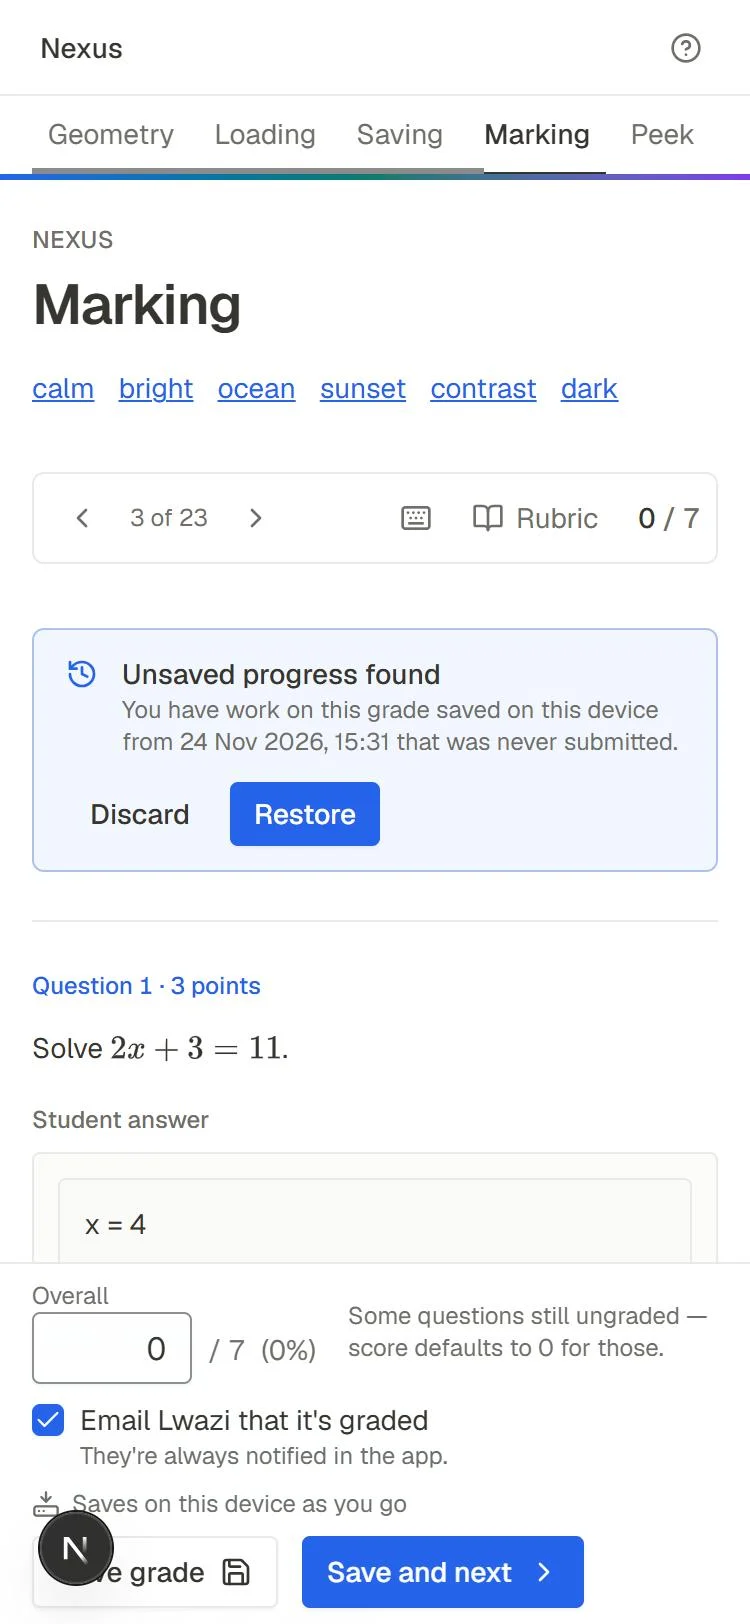 Nexus
Geometry Loading Saving Marking Peek
NEXUS
Marking
calm bright ocean sunset contrast dark
3 of 23 Rubric 0 / 7
Unsaved progress found
You have work on this grade saved on this device
from 24 Nov 2026, 15:31 that was never submitted.
Discard Restore
Question 1 · 3 points
Solve 2x + 3 = 11.
Student answer
x = 4
Overall
0 / 7 (0%)
Some questions still ungraded —
score defaults to 0 for those.
Email Lwazi that it's graded
They're always notified in the app.
Saves on this device as you go
N
grade
Save and next